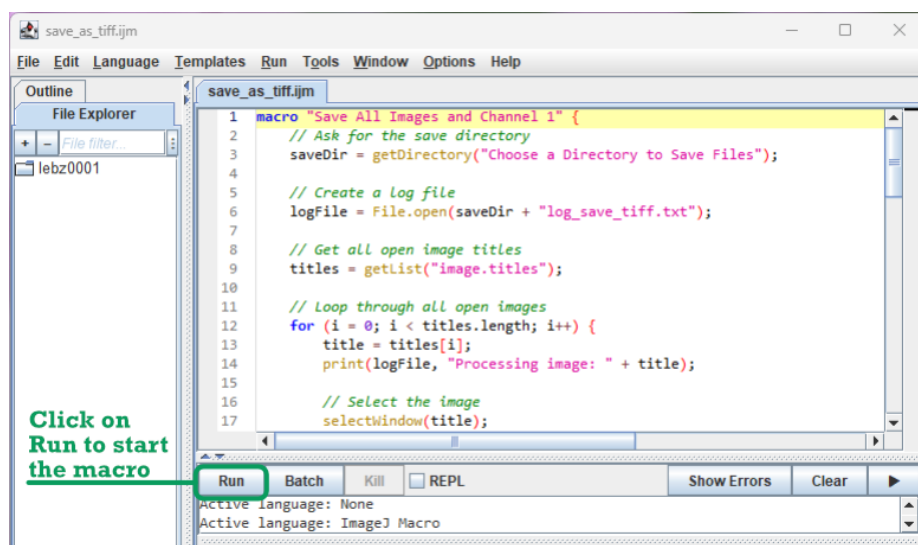 save_as_tiff.ijm
File Edit Language Templates Run Tools Window Options Help
Outline
File Explorer
+ - File filter...
lebz0001
save_as_tiff.ijm
1 macro "Save All Images and Channel 1" {
2 // Ask for the save directory
3 saveDir = getDirectory("Choose a Directory to Save Files");
4
5 // Create a log file
6 logFile = File.open(saveDir + "log_save_tiff.txt");
7
8 // Get all open image titles
9 titles = getList("image.titles");
10
11 // Loop through all open images
12 for (i = 0; i < titles.length; i++) {
13 title = titles[i];
14 print(logFile, "Processing image: " + title);
15
16 // Select the image
17 selectWindow(title);
Click on
Run to start
the macro
Run Batch Kill REPL Show Errors Clear
Active language: None
Active language: ImageJ Macro